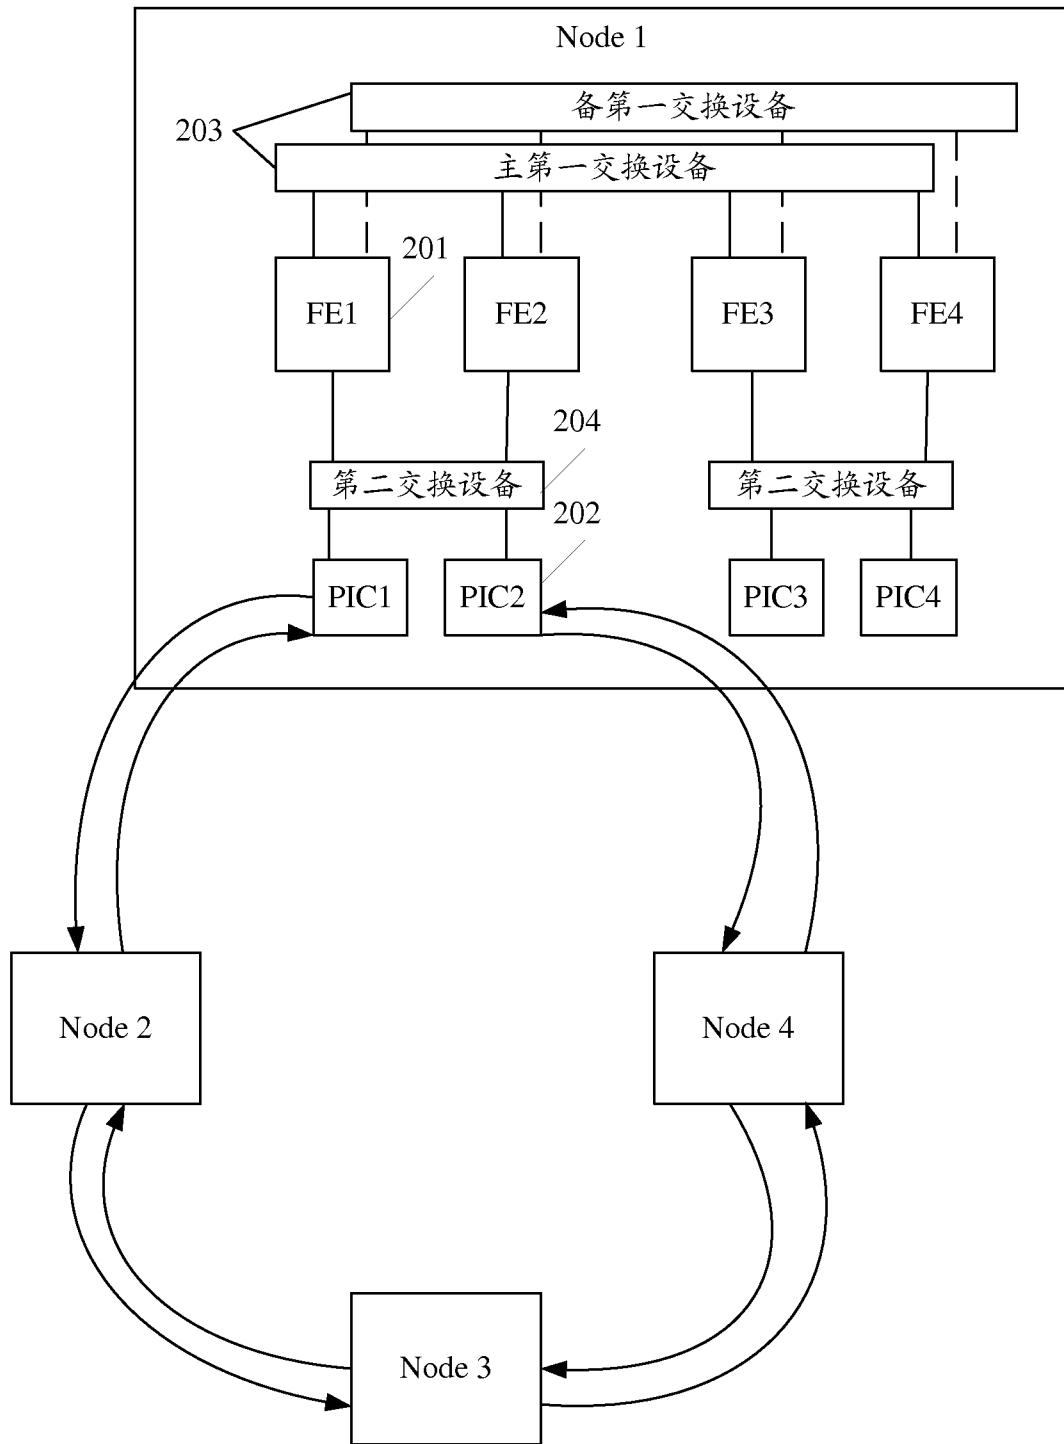 Node 1
备第一交换设备
203
主第一交换设备
201
FE1
FE2
FE3
FE4
204
第二交换设备
第二交换设备
202
PIC1
PIC2
PIC3
PIC4
Node 2
Node 4
Node 3